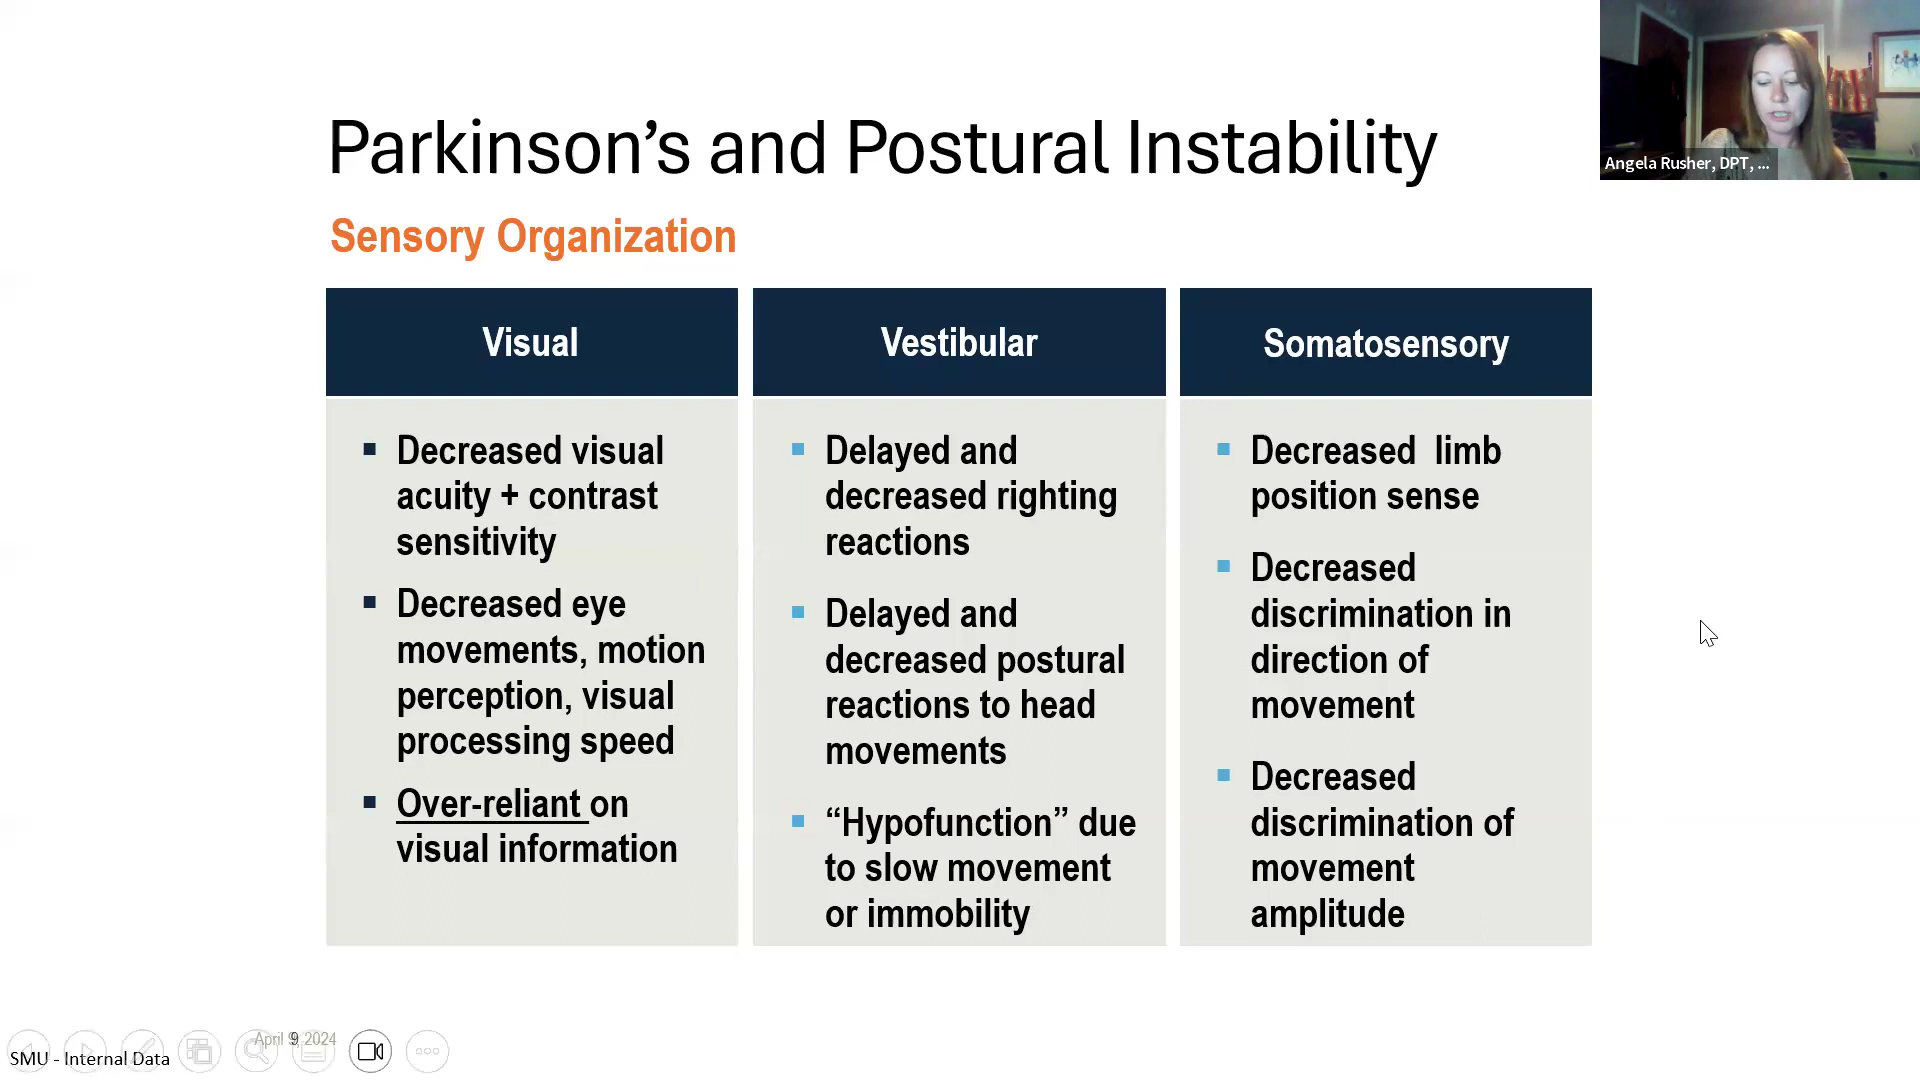 Parkinson’s and Postural Instability
Angela Rusher, DPT, ...
Sensory Organization
Visual
Decreased visual
acuity + contrast
sensitivity
Decreased eye
movements, motion
perception, visual
processing speed
Over-reliant on
visual information
Vestibular
Delayed and
decreased righting
reactions
Delayed and
decreased postural
reactions to head
movements
“Hypofunction” due
to slow movement
or immobility
Somatosensory
Decreased  limb
position sense
Decreased
discrimination in
direction of
movement
Decreased
discrimination of
movement
amplitude
April 9, 2024
9
SMU - Internal Data